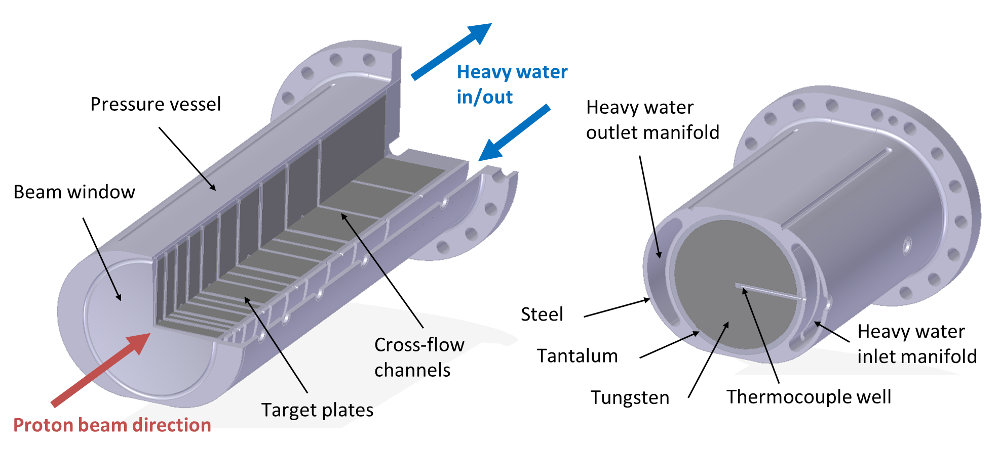 Heavy water
in/out
Pressure vessel
Beam window
Cross-flow
channels
Target plates
Proton beam direction
Heavy water
outlet manifold
Steel
Tantalum
Tungsten
Thermocouple well
Heavy water
inlet manifold